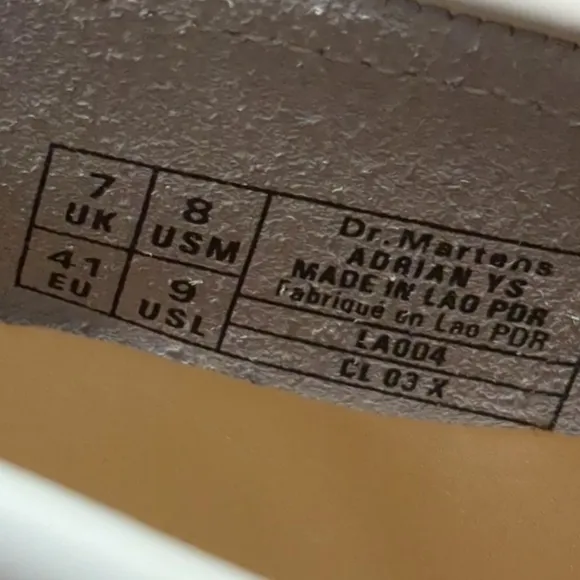 7
UK
8
USM
41
EU
9
USL
Dr. Martens
ADRIAN YS
MADE IN LAO PDR
Fabriqué en Lao PDR
LA004
CL 03 X